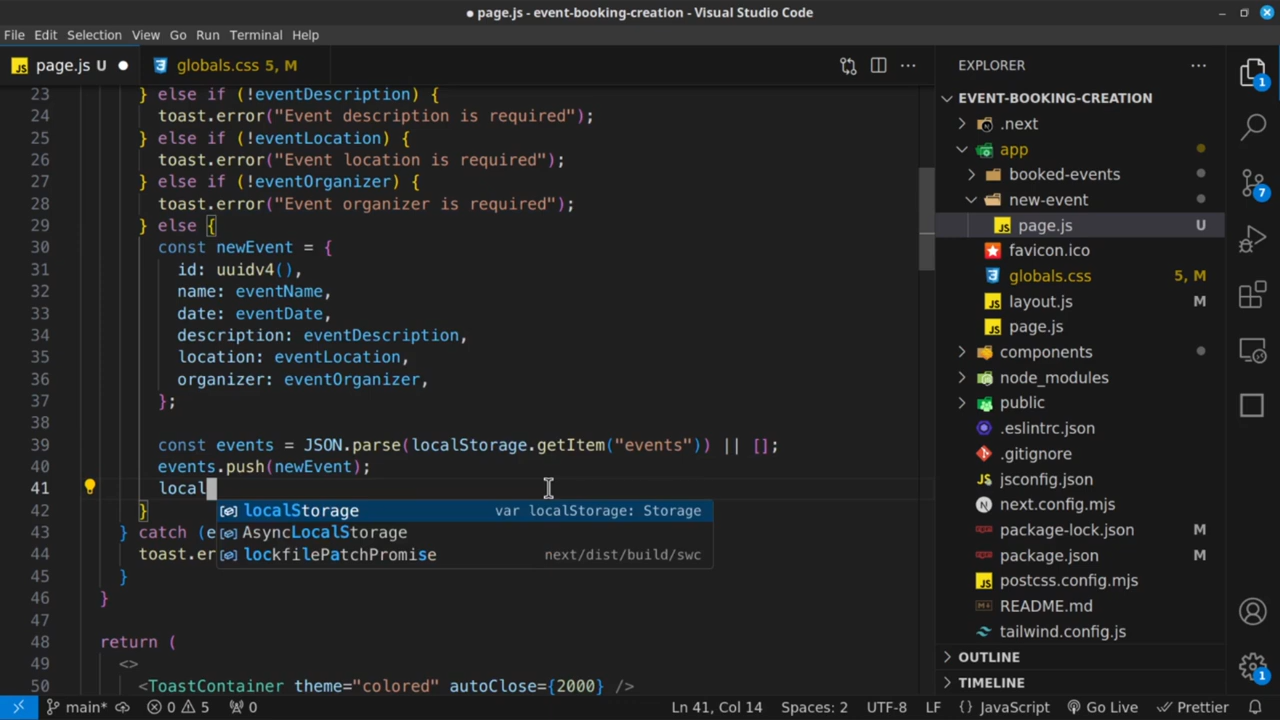 page.js - event-booking-creation - Visual Studio Code
File Edit Selection View Go Run Terminal Help
page.js U
globals.css 5, M
23 } else if (!eventDescription) {
24 toast.error("Event description is required");
25 } else if (!eventLocation) {
26 toast.error("Event location is required");
27 } else if (!eventOrganizer) {
28 toast.error("Event organizer is required");
29 } else {
30 const newEvent = {
31 id: uuidv4(),
32 name: eventName,
33 date: eventDate,
34 description: eventDescription,
35 location: eventLocation,
36 organizer: eventOrganizer,
37 };
38
39 const events = JSON.parse(localStorage.getItem("events")) || [];
40 events.push(newEvent);
41 local
localStorage var localStorage: Storage
42 }
AsyncLocalStorage
43 } catch (e
lockfilePatchPromise next/dist/build/swc
44 toast.er
45 }
46 }
47
48 return (
49 <>
50 <ToastContainer theme="colored" autoClose={2000} />
EXPLORER
EVENT-BOOKING-CREATION
.next
app
booked-events
new-event
page.js U
favicon.ico
globals.css 5, M
layout.js M
page.js
components
node_modules
public
.eslintrc.json
.gitignore
jsconfig.json
next.config.mjs
package-lock.json M
package.json M
postcss.config.mjs
README.md
tailwind.config.js
OUTLINE
TIMELINE
1
7
1
main* 0 5 0
Ln 41, Col 14 Spaces: 2 UTF-8 LF {} JavaScript Go Live Prettier